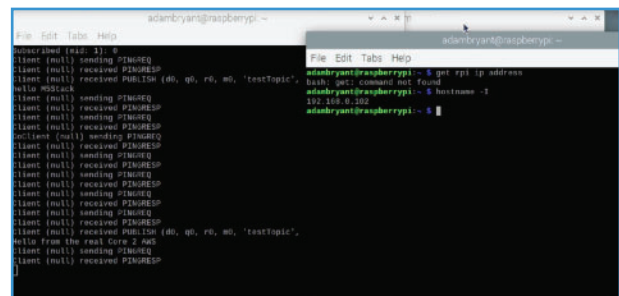 adambryant@raspberrypi: ~
File Edit Tabs Help
Subscribed (mid: 1): 0
Client (null) sending PINGREQ
Client (null) received PINGRESP
Client (null) received PUBLISH (d0, q0, r0, m0, 'testTopic',
hello M5Stack
Client (null) sending PINGREQ
Client (null) received PINGRESP
Client (null) sending PINGREQ
Client (null) received PINGRESP
Client (null) sending PINGREQ
Client (null) received PINGRESP
OnClient (null) sending PINGREQ
Client (null) received PINGRESP
Client (null) sending PINGREQ
Client (null) received PINGRESP
Client (null) sending PINGREQ
Client (null) received PINGRESP
Client (null) sending PINGREQ
Client (null) received PINGRESP
Client (null) received PUBLISH (d0, q0, r0, m0, 'testTopic',
Hello from the real Core 2 AWS
Client (null) sending PINGREQ
Client (null) received PINGRESP
adambryant@raspberrypi: ~
File Edit Tabs Help
adambryant@raspberrypi:~ $ get rpi ip address
bash: get: command not found
adambryant@raspberrypi:~ $ hostname -I
192.168.0.102
adambryant@raspberrypi:~ $